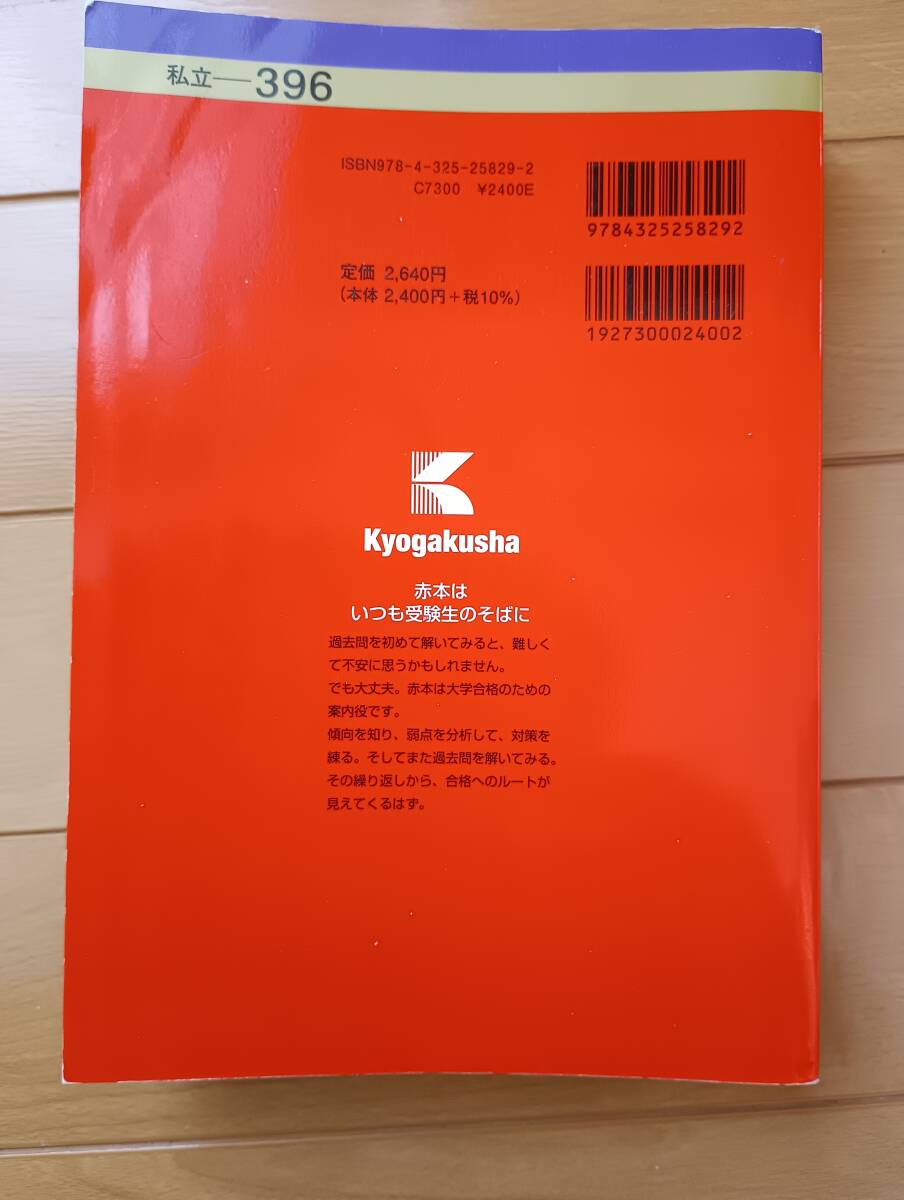 私立―396
ISBN978-4-325-25829-2
C7300 ¥2400E
9784325258292
定価 2,640円
(本体 2,400円+税10%)
1927300024002
Kyogakusha
赤本は
いつも受験生のそばに
過去問を初めて解いてみると、難しく
て不安に思うかもしれません。
でも大丈夫。赤本は大学合格のための
案内役です。
傾向を知り、弱点を分析して、対策を
練る。そしてまた過去問を解いてみる。
その繰り返しから、合格へのルートが
見えてくるはず。